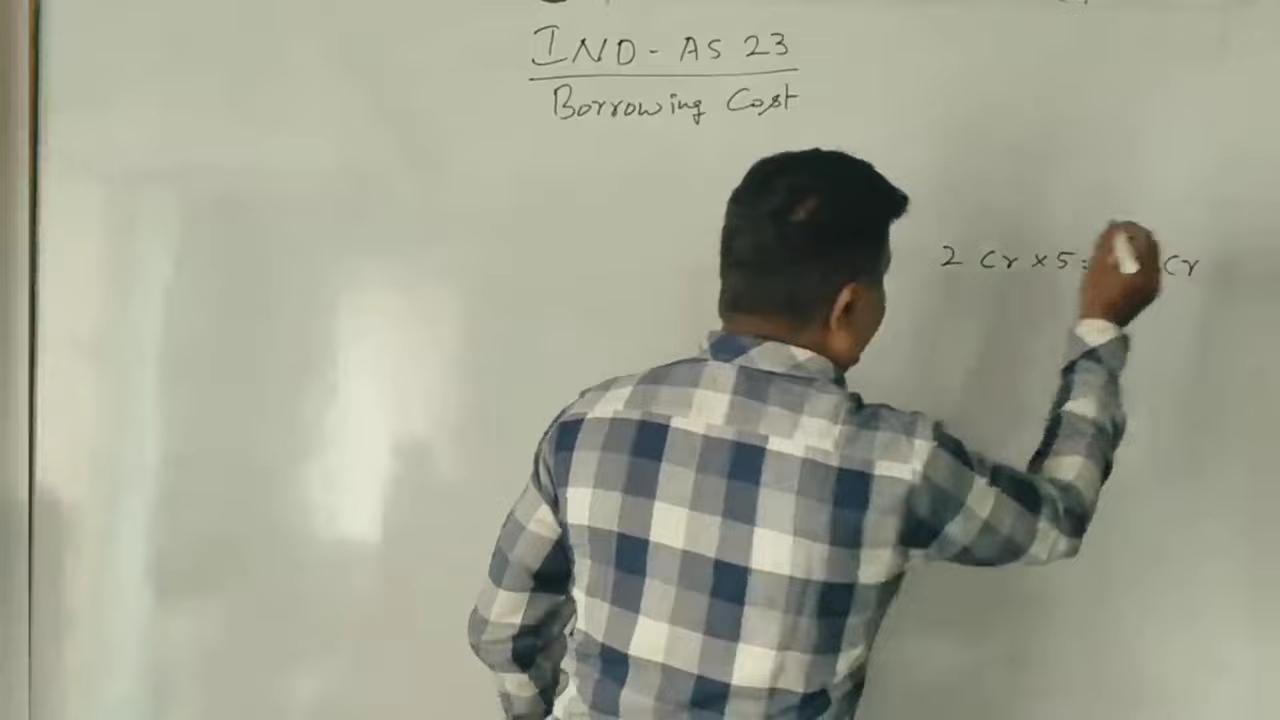 IND - AS 23
Borrowing Cost
2 Cr × 5 = Cr